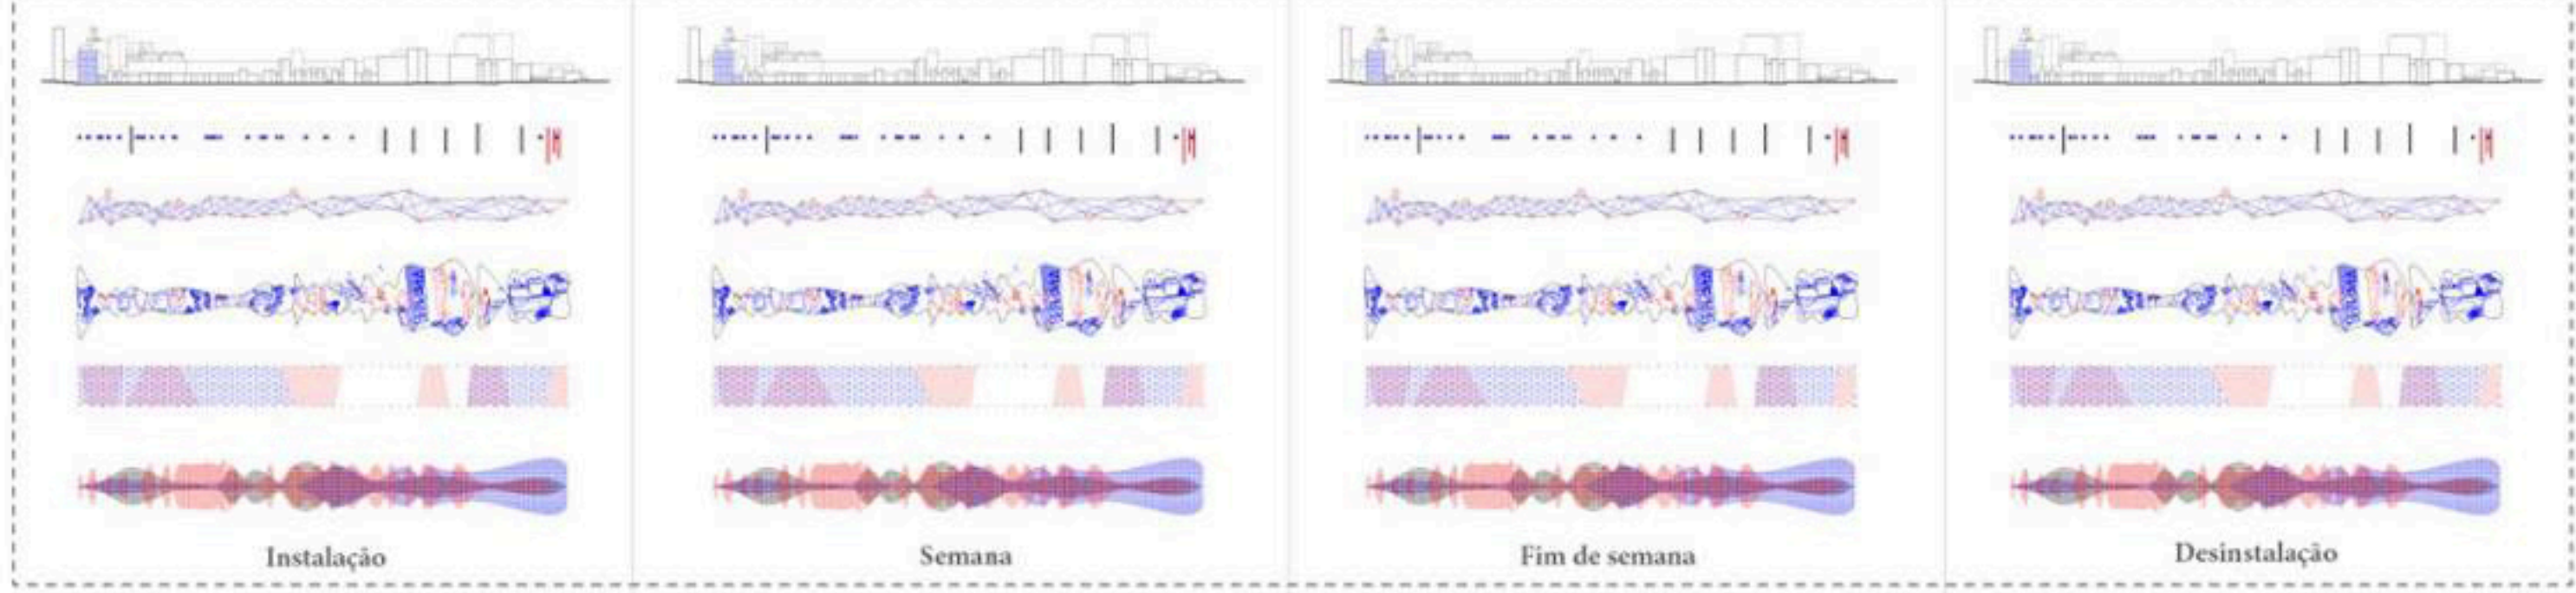 Instalação
Semana
Fim de semana
Desinstalação